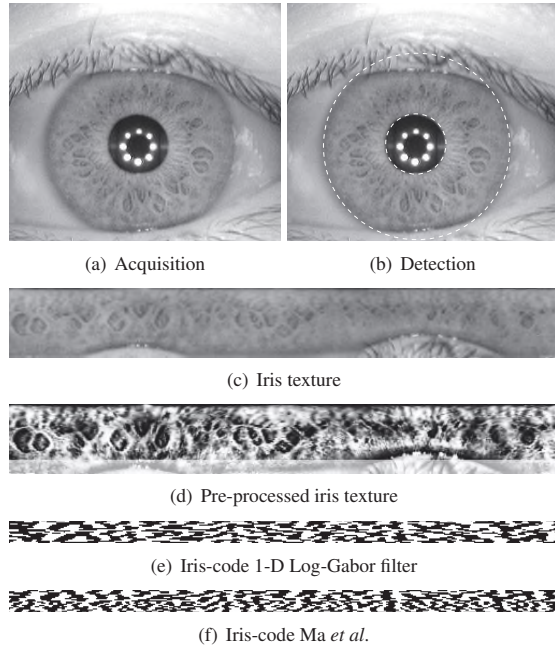 (a) Acquisition
(b) Detection
(c) Iris texture
(d) Pre-processed iris texture
(e) Iris-code 1-D Log-Gabor filter
(f) Iris-code Ma et al.